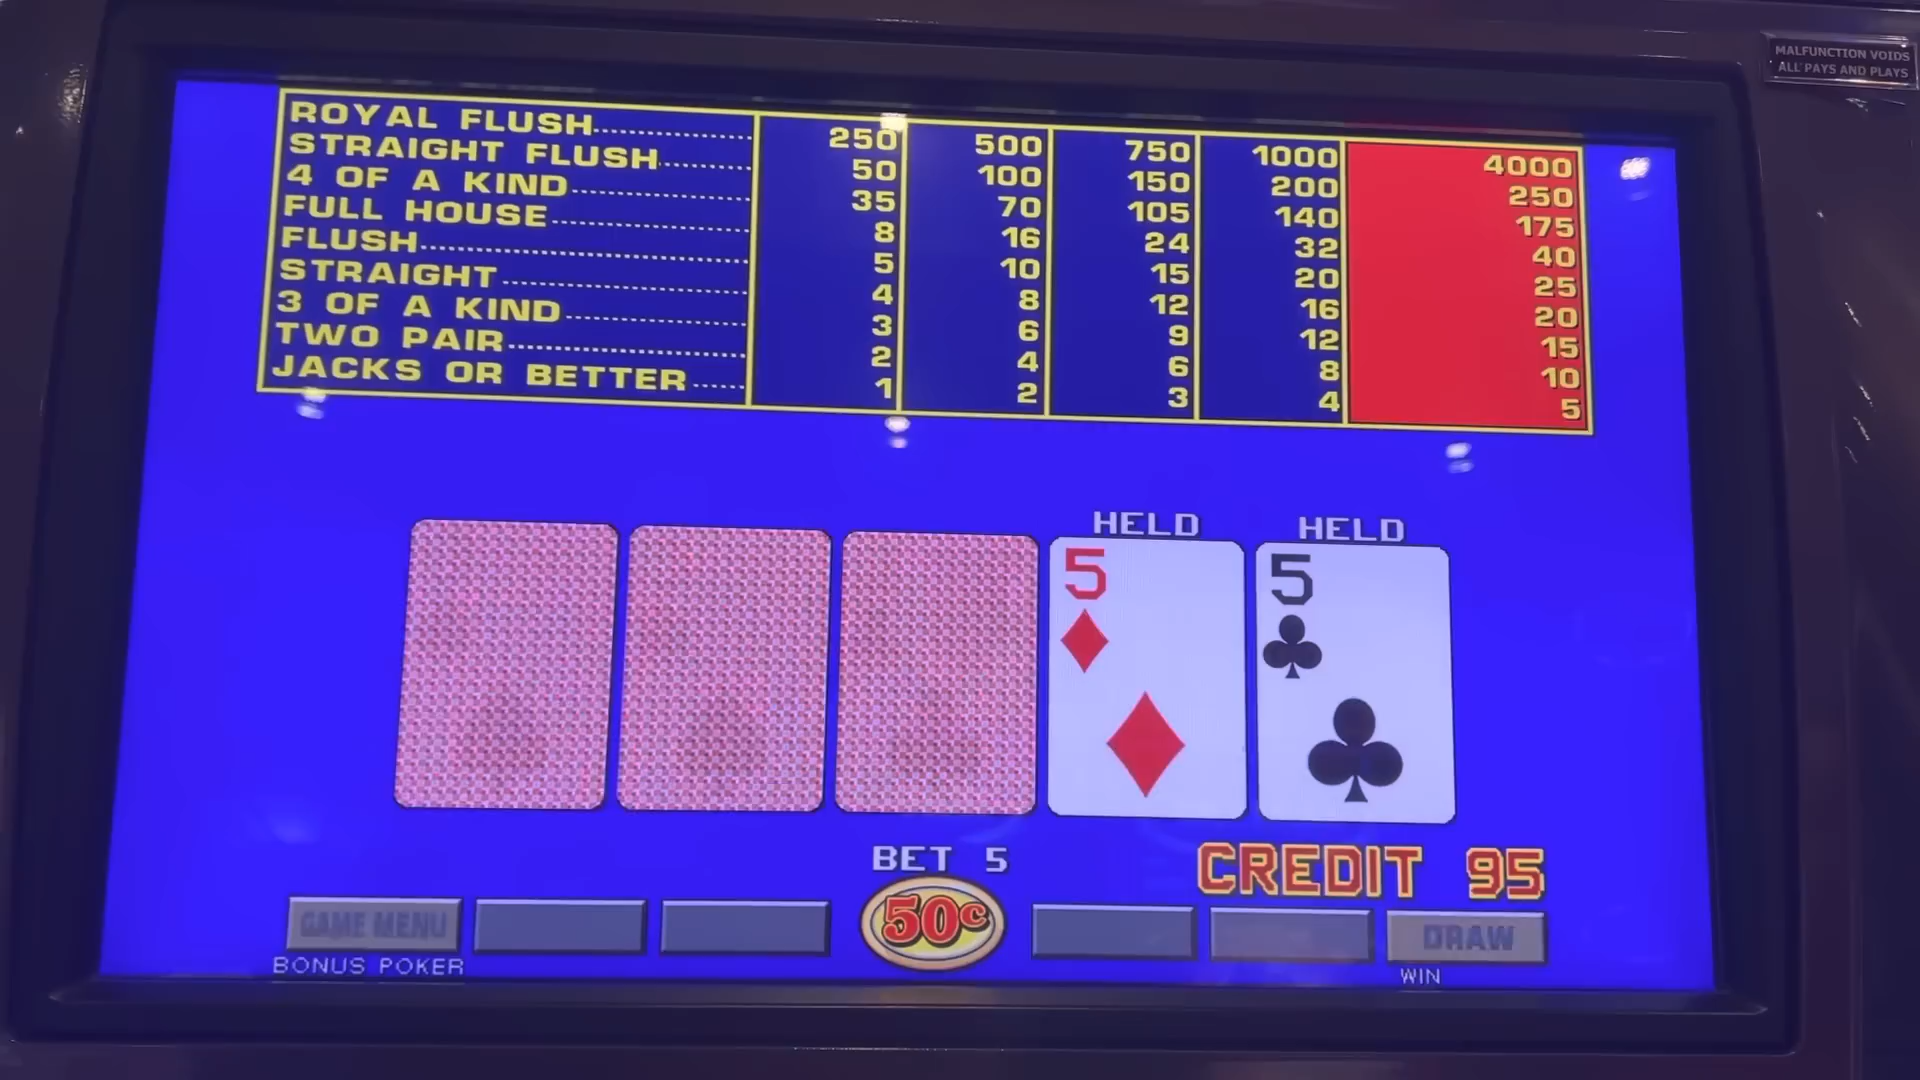 MALFUNCTION VOIDS
ALL PAYS AND PLAYS
ROYAL FLUSH 250 500 750 1000 4000
STRAIGHT FLUSH 50 100 150 200 250
4 OF A KIND 35 70 105 140 175
FULL HOUSE 8 16 24 32 40
FLUSH 5 10 15 20 25
STRAIGHT 4 8 12 16 20
3 OF A KIND 3 6 9 12 15
TWO PAIR 2 4 6 8 10
JACKS OR BETTER 1 2 3 4 5
HELD HELD
5 5
BET 5 CREDIT 95
GAME MENU 50¢ DRAW
BONUS POKER WIN